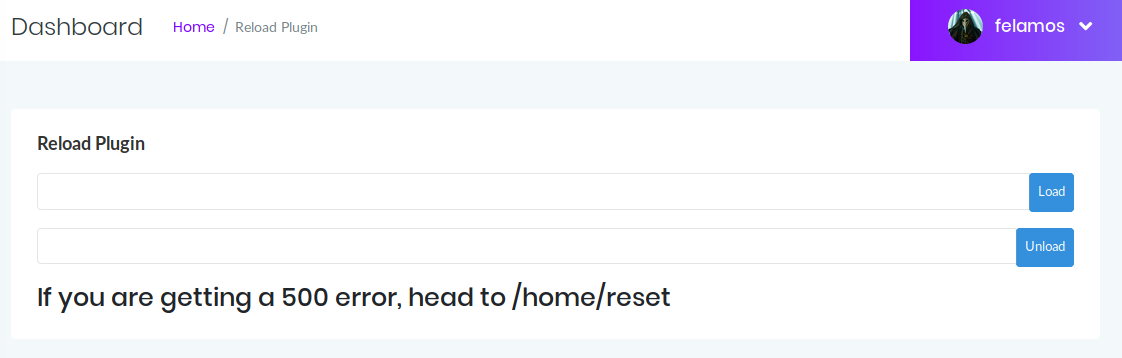 Dashboard Home / Reload Plugin felamos
Reload Plugin
Load
Unload
If you are getting a 500 error, head to /home/reset